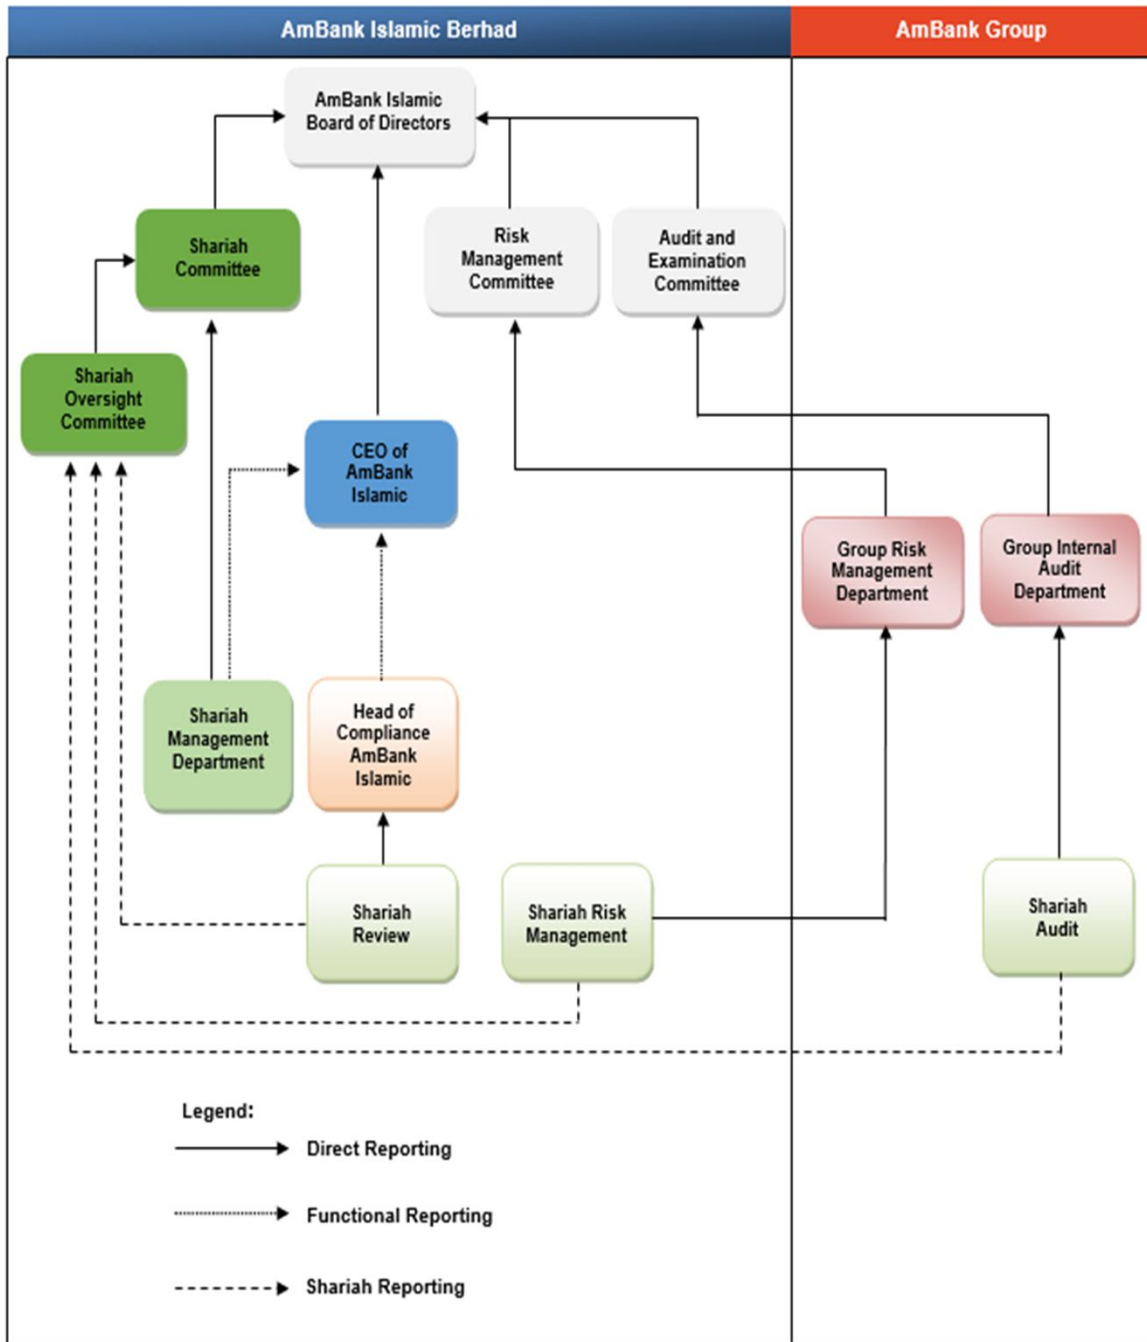 AmBank Islamic Berhad
AmBank Group
AmBank Islamic
Board of Directors
Shariah
Committee
Risk
Management
Committee
Audit and
Examination
Committee
Shariah
Oversight
Committee
CEO of
AmBank
Islamic
Group Risk
Management
Department
Group Internal
Audit
Department
Shariah
Management
Department
Head of
Compliance
AmBank
Islamic
Shariah
Review
Shariah Risk
Management
Shariah
Audit
Legend:
Direct Reporting
Functional Reporting
Shariah Reporting